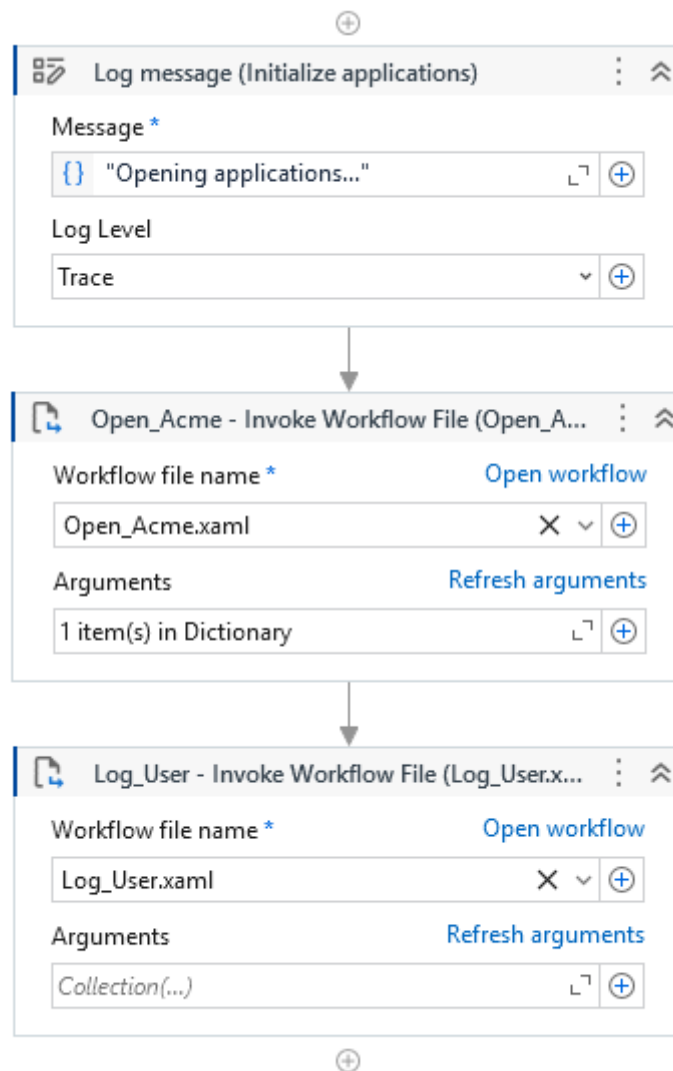 Log message (Initialize applications)
Message *
{} "Opening applications..."
Log Level
Trace
Open_Acme - Invoke Workflow File (Open_A...
Workflow file name * Open workflow
Open_Acme.xaml
Arguments Refresh arguments
1 item(s) in Dictionary
Log_User - Invoke Workflow File (Log_User.x...
Workflow file name * Open workflow
Log_User.xaml
Arguments Refresh arguments
Collection(...)